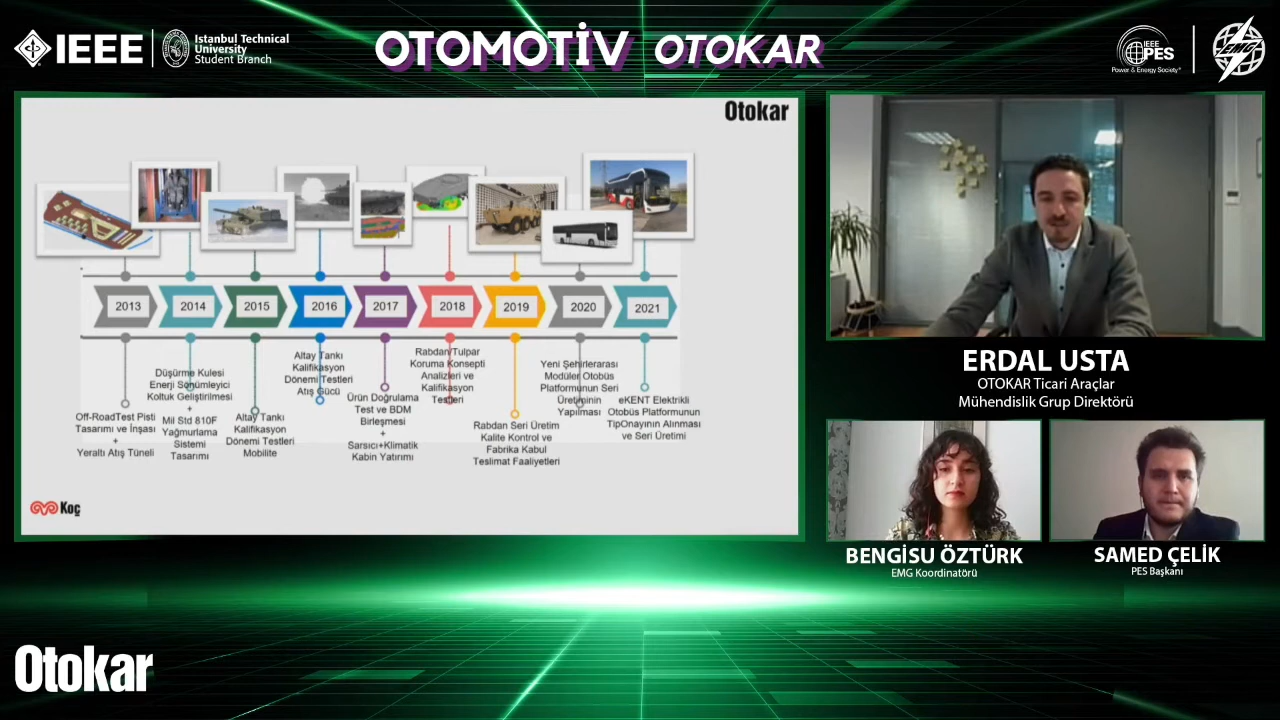 IEEE
Istanbul Technical
University
Student Branch
OTOMOTİV OTOKAR
IEEE
PES
Power & Energy Society®
EMG
Otokar
2013
2014
2015
2016
2017
2018
2019
2020
2021
Off-RoadTest Pisti
Tasarımı ve İnşası
+
Yeraltı Atış Tüneli
Düşürme Kulesi
Enerji Sönümleyici
Koltuk Geliştirilmesi
+
Mil Std 810F
Yağmurlama
Sistemi
Tasarımı
Altay Tankı
Kalifikasyon
Dönemi Testleri
Mobilite
Altay Tankı
Kalifikasyon
Dönemi Testleri
Atış Gücü
Ürün Doğrulama
Test ve BDM
Birleşmesi
+
Sarsıcı+Klimatik
Kabin Yatırımı
Rabdan/Tulpar
Koruma Konsepti
Analizleri ve
Kalifikasyon
Testleri
Rabdan Seri Üretim
Kalite Kontrol ve
Fabrika Kabul
Teslimat Faaliyetleri
Yeni Şehirlerarası
Modüler Otobüs
Platformunun Seri
Üretiminin
Yapılması
eKENT Elektrikli
Otobüs Platformunun
TipOnayının Alınması
ve Seri Üretimi
Koç
ERDAL USTA
OTOKAR Ticari Araçlar
Mühendislik Grup Direktörü
BENGİSU ÖZTÜRK
EMG Koordinatörü
SAMED ÇELİK
PES Başkanı
Otokar